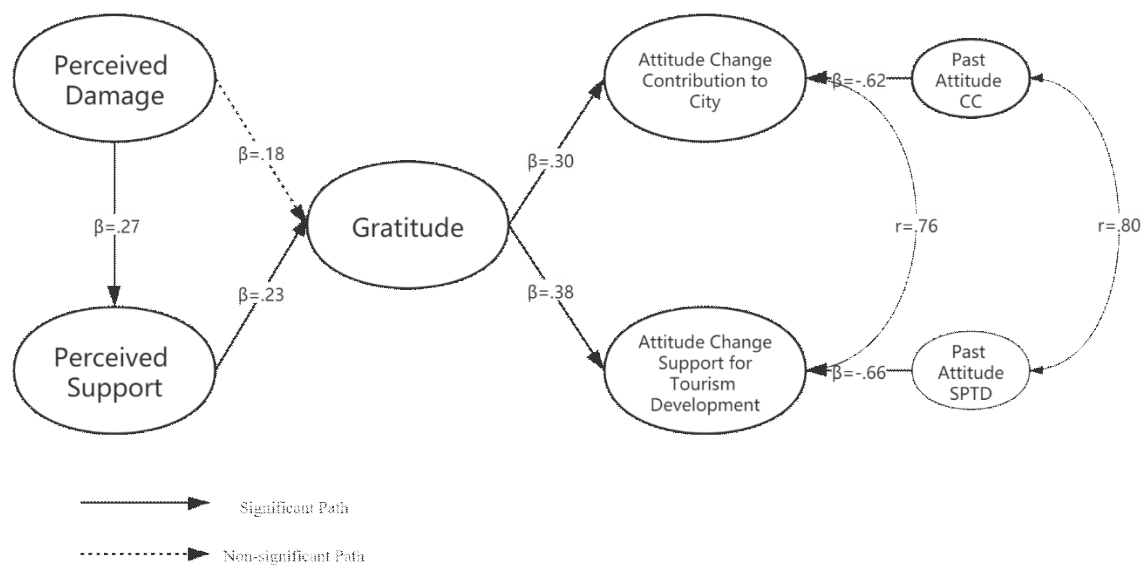 Perceived
Damage
β=.18
β=.27
Perceived
Support
β=.23
Gratitude
β=.30
β=.38
Attitude Change
Contribution to
City
β=-.62
Past
Attitude
CC
r=.76
r=.80
Attitude Change
Support for
Tourism
Development
β=-.66
Past
Attitude
SPTD
Significant Path
Non-significant Path